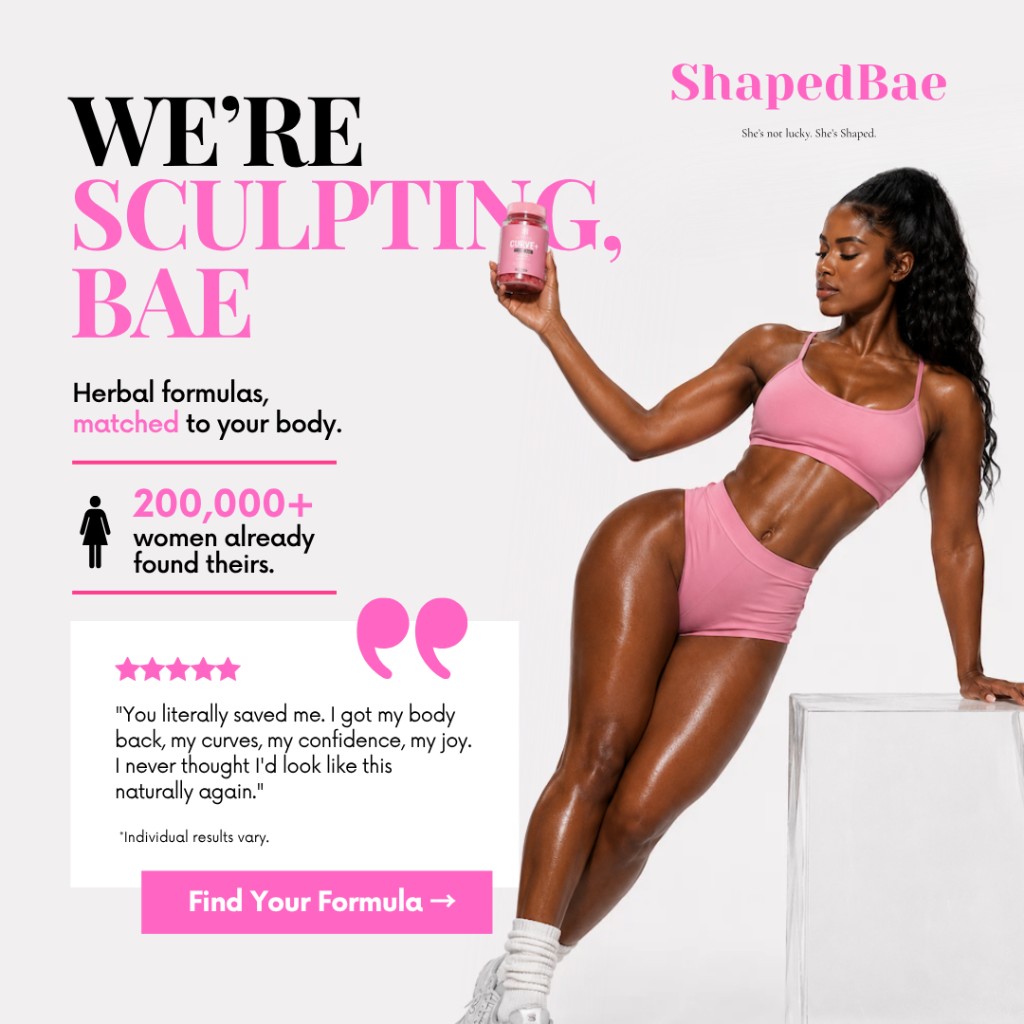 ShapedBae
She's not lucky. She's Shaped.
WE'RE
SCULPTING,
BAE
CURVE+
Herbal formulas,
matched to your body.
200,000+
women already
found theirs.
"You literally saved me. I got my body
back, my curves, my confidence, my joy.
I never thought I'd look like this
naturally again."
*Individual results vary.
Find Your Formula →